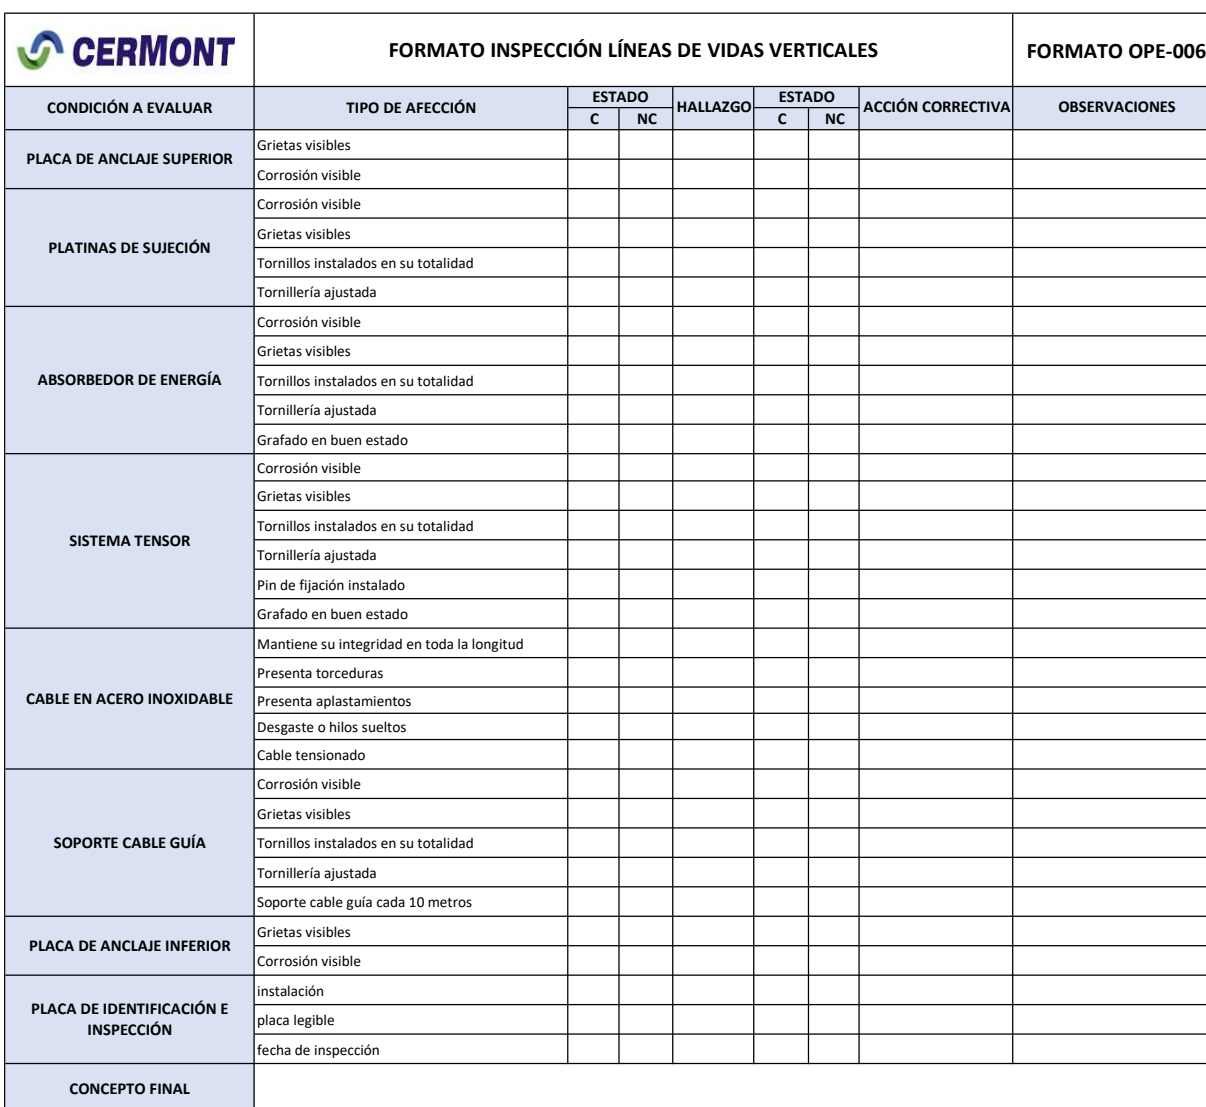 CERMONT
FORMATO INSPECCIÓN LÍNEAS DE VIDAS VERTICALES
FORMATO OPE-006
CONDICIÓN A EVALUAR
TIPO DE AFECCIÓN
ESTADO
C NC
HALLAZGO
ESTADO
C NC
ACCIÓN CORRECTIVA
OBSERVACIONES
PLACA DE ANCLAJE SUPERIOR
Grietas visibles
Corrosión visible
PLATINAS DE SUJECIÓN
Corrosión visible
Grietas visibles
Tornillos instalados en su totalidad
Tornillería ajustada
ABSORBEDOR DE ENERGÍA
Corrosión visible
Grietas visibles
Tornillos instalados en su totalidad
Tornillería ajustada
Grafado en buen estado
SISTEMA TENSOR
Corrosión visible
Grietas visibles
Tornillos instalados en su totalidad
Tornillería ajustada
Pin de fijación instalado
Grafado en buen estado
CABLE EN ACERO INOXIDABLE
Mantiene su integridad en toda la longitud
Presenta torceduras
Presenta aplastamientos
Desgaste o hilos sueltos
Cable tensionado
SOPORTE CABLE GUÍA
Corrosión visible
Grietas visibles
Tornillos instalados en su totalidad
Tornillería ajustada
Soporte cable guía cada 10 metros
PLACA DE ANCLAJE INFERIOR
Grietas visibles
Corrosión visible
PLACA DE IDENTIFICACIÓN E
INSPECCIÓN
instalación
placa legible
fecha de inspección
CONCEPTO FINAL